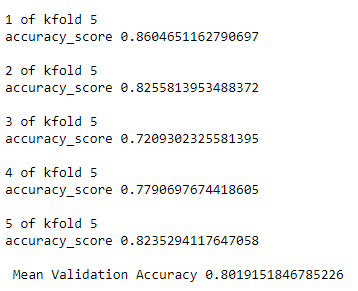 1 of kfold 5
accuracy_score 0.8604651162790697
2 of kfold 5
accuracy_score 0.8255813953488372
3 of kfold 5
accuracy_score 0.7209302325581395
4 of kfold 5
accuracy_score 0.7790697674418605
5 of kfold 5
accuracy_score 0.8235294117647058
Mean Validation Accuracy 0.8019151846785226